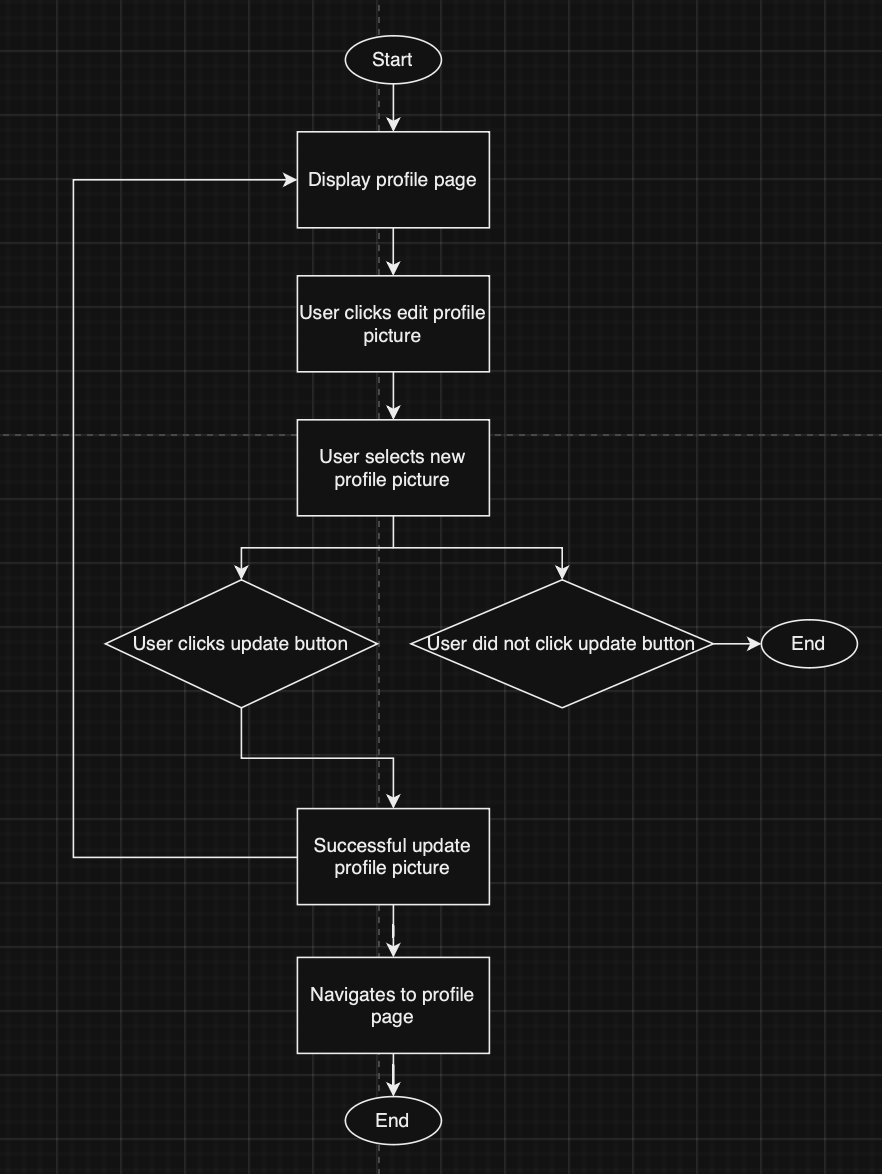 Start
Display profile page
User clicks edit profile
picture
User selects new
profile picture
User clicks update button
User did not click update button
End
Successful update
profile picture
Navigates to profile
page
End